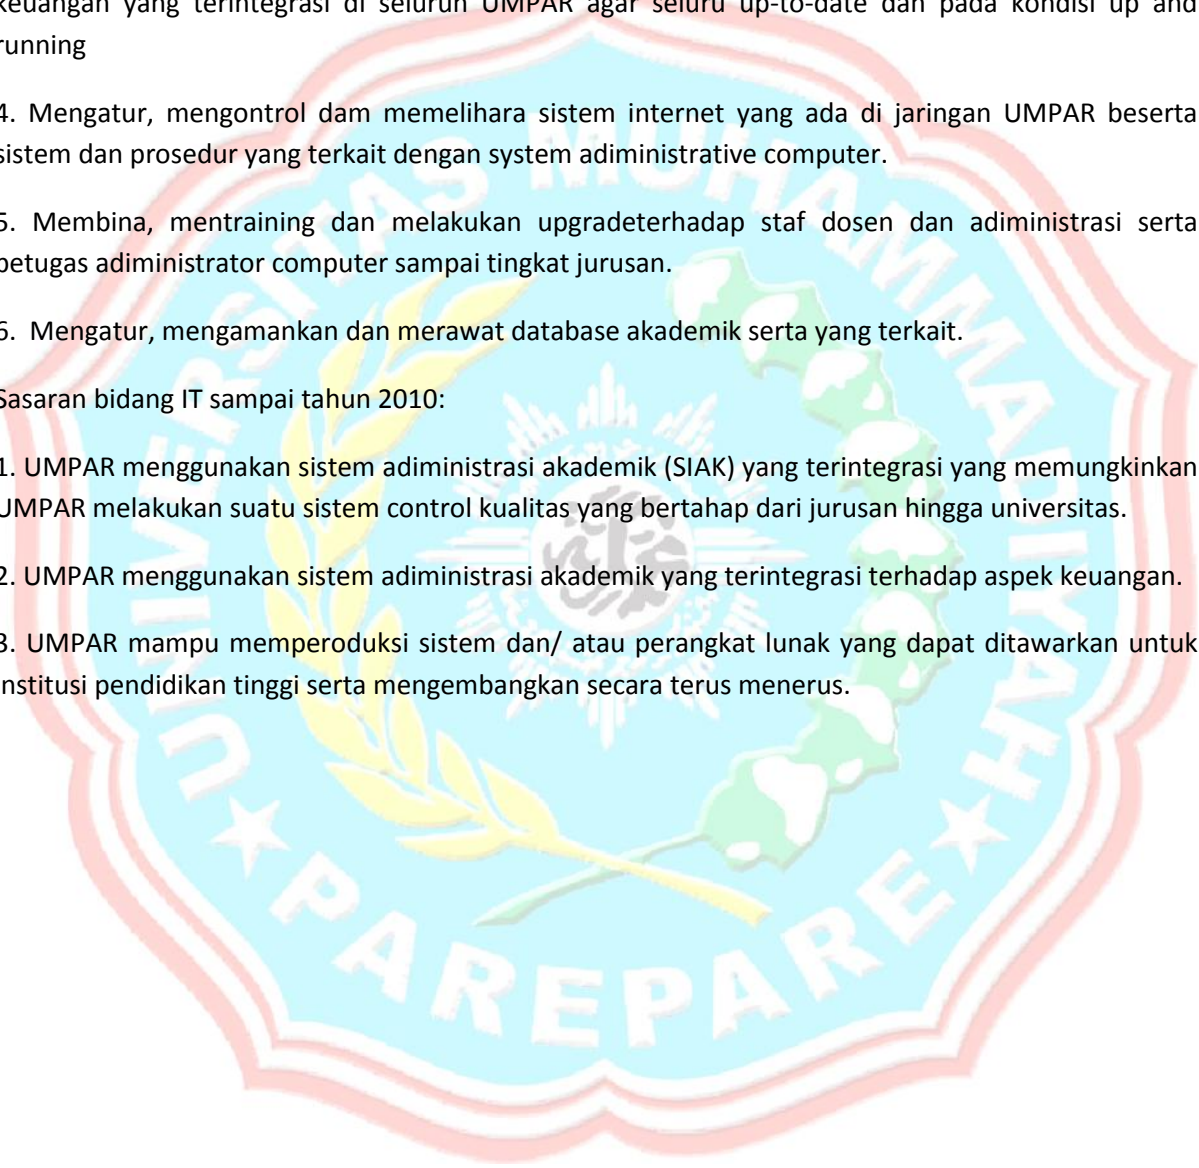 keuangan yang terintegrasi di seluruh UMPAR agar seluru up-to-date dan pada kondisi up and
running
4. Mengatur, mengontrol dam memelihara sistem internet yang ada di jaringan UMPAR beserta
sistem dan prosedur yang terkait dengan system adiministrative computer.
5. Membina, mentraining dan melakukan upgradeterhadap staf dosen dan adiministrasi serta
petugas adiministrator computer sampai tingkat jurusan.
6. Mengatur, mengamankan dan merawat database akademik serta yang terkait.
Sasaran bidang IT sampai tahun 2010:
1. UMPAR menggunakan sistem adiministrasi akademik (SIAK) yang terintegrasi yang memungkinkan
UMPAR melakukan suatu sistem control kualitas yang bertahap dari jurusan hingga universitas.
2. UMPAR menggunakan sistem adiministrasi akademik yang terintegrasi terhadap aspek keuangan.
3. UMPAR mampu memperoduksi sistem dan/ atau perangkat lunak yang dapat ditawarkan untuk
institusi pendidikan tinggi serta mengembangkan secara terus menerus.
UNIVERSITAS MUHAMMADIYAH
PAREPARE